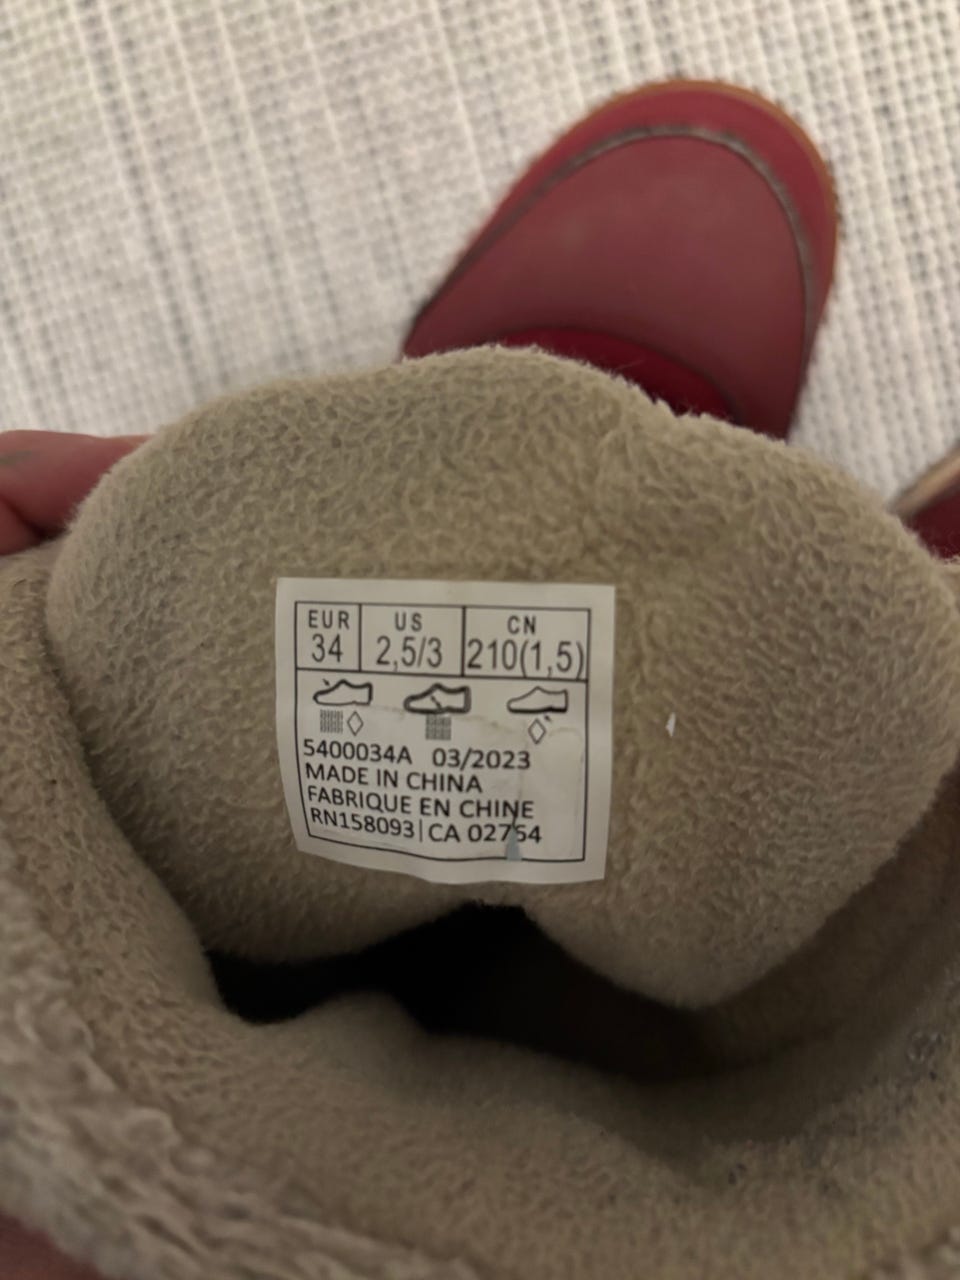 EUR US CN
34 2,5/3 210(1,5)
5400034A 03/2023
MADE IN CHINA
FABRIQUE EN CHINE
RN158093|CA 02764